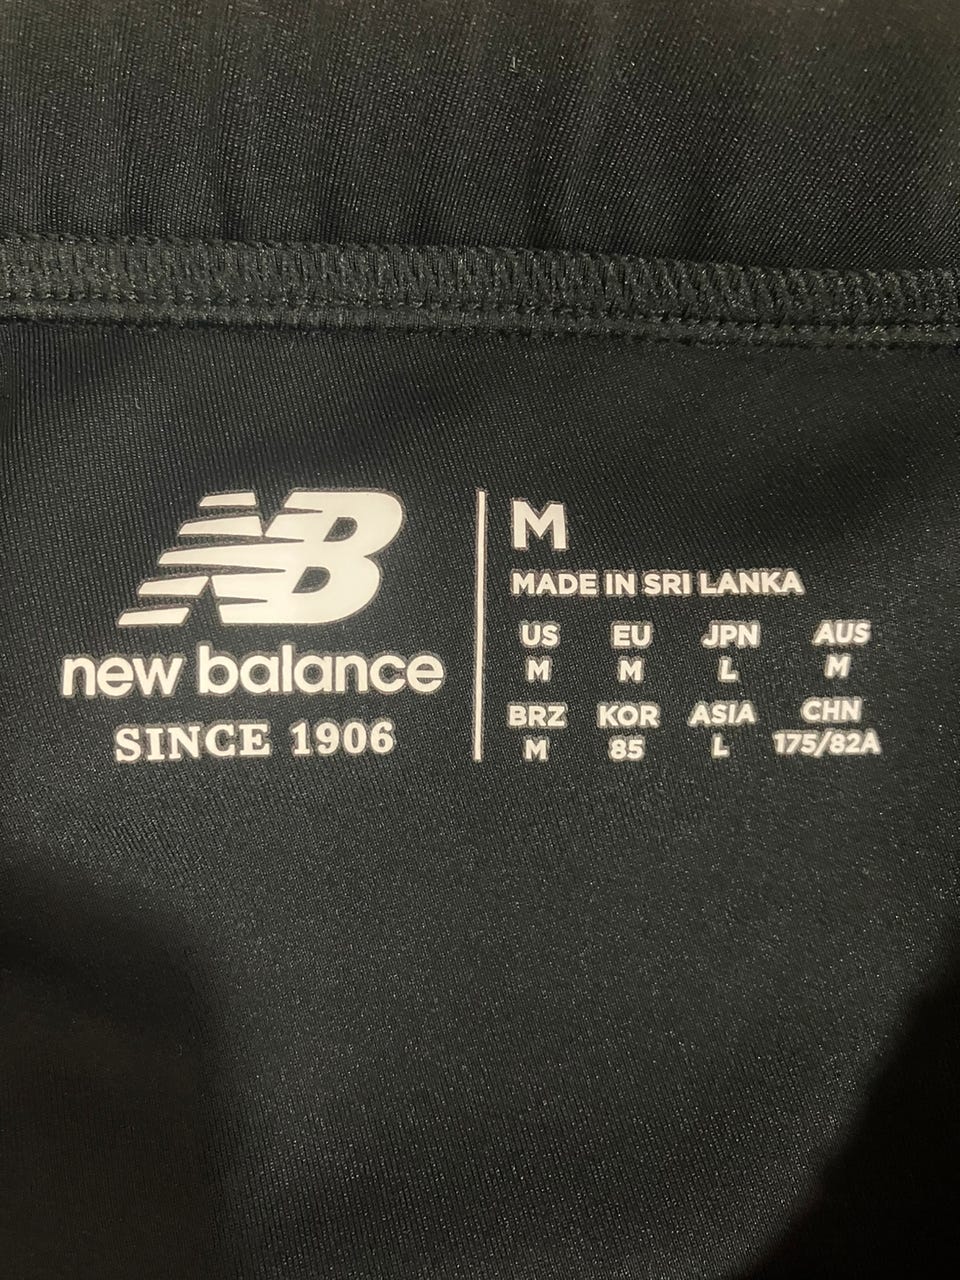 NB
new balance
SINCE 1906
M
MADE IN SRI LANKA
US EU JPN AUS
M M L M
BRZ KOR ASIA CHN
M 85 L 175/82A